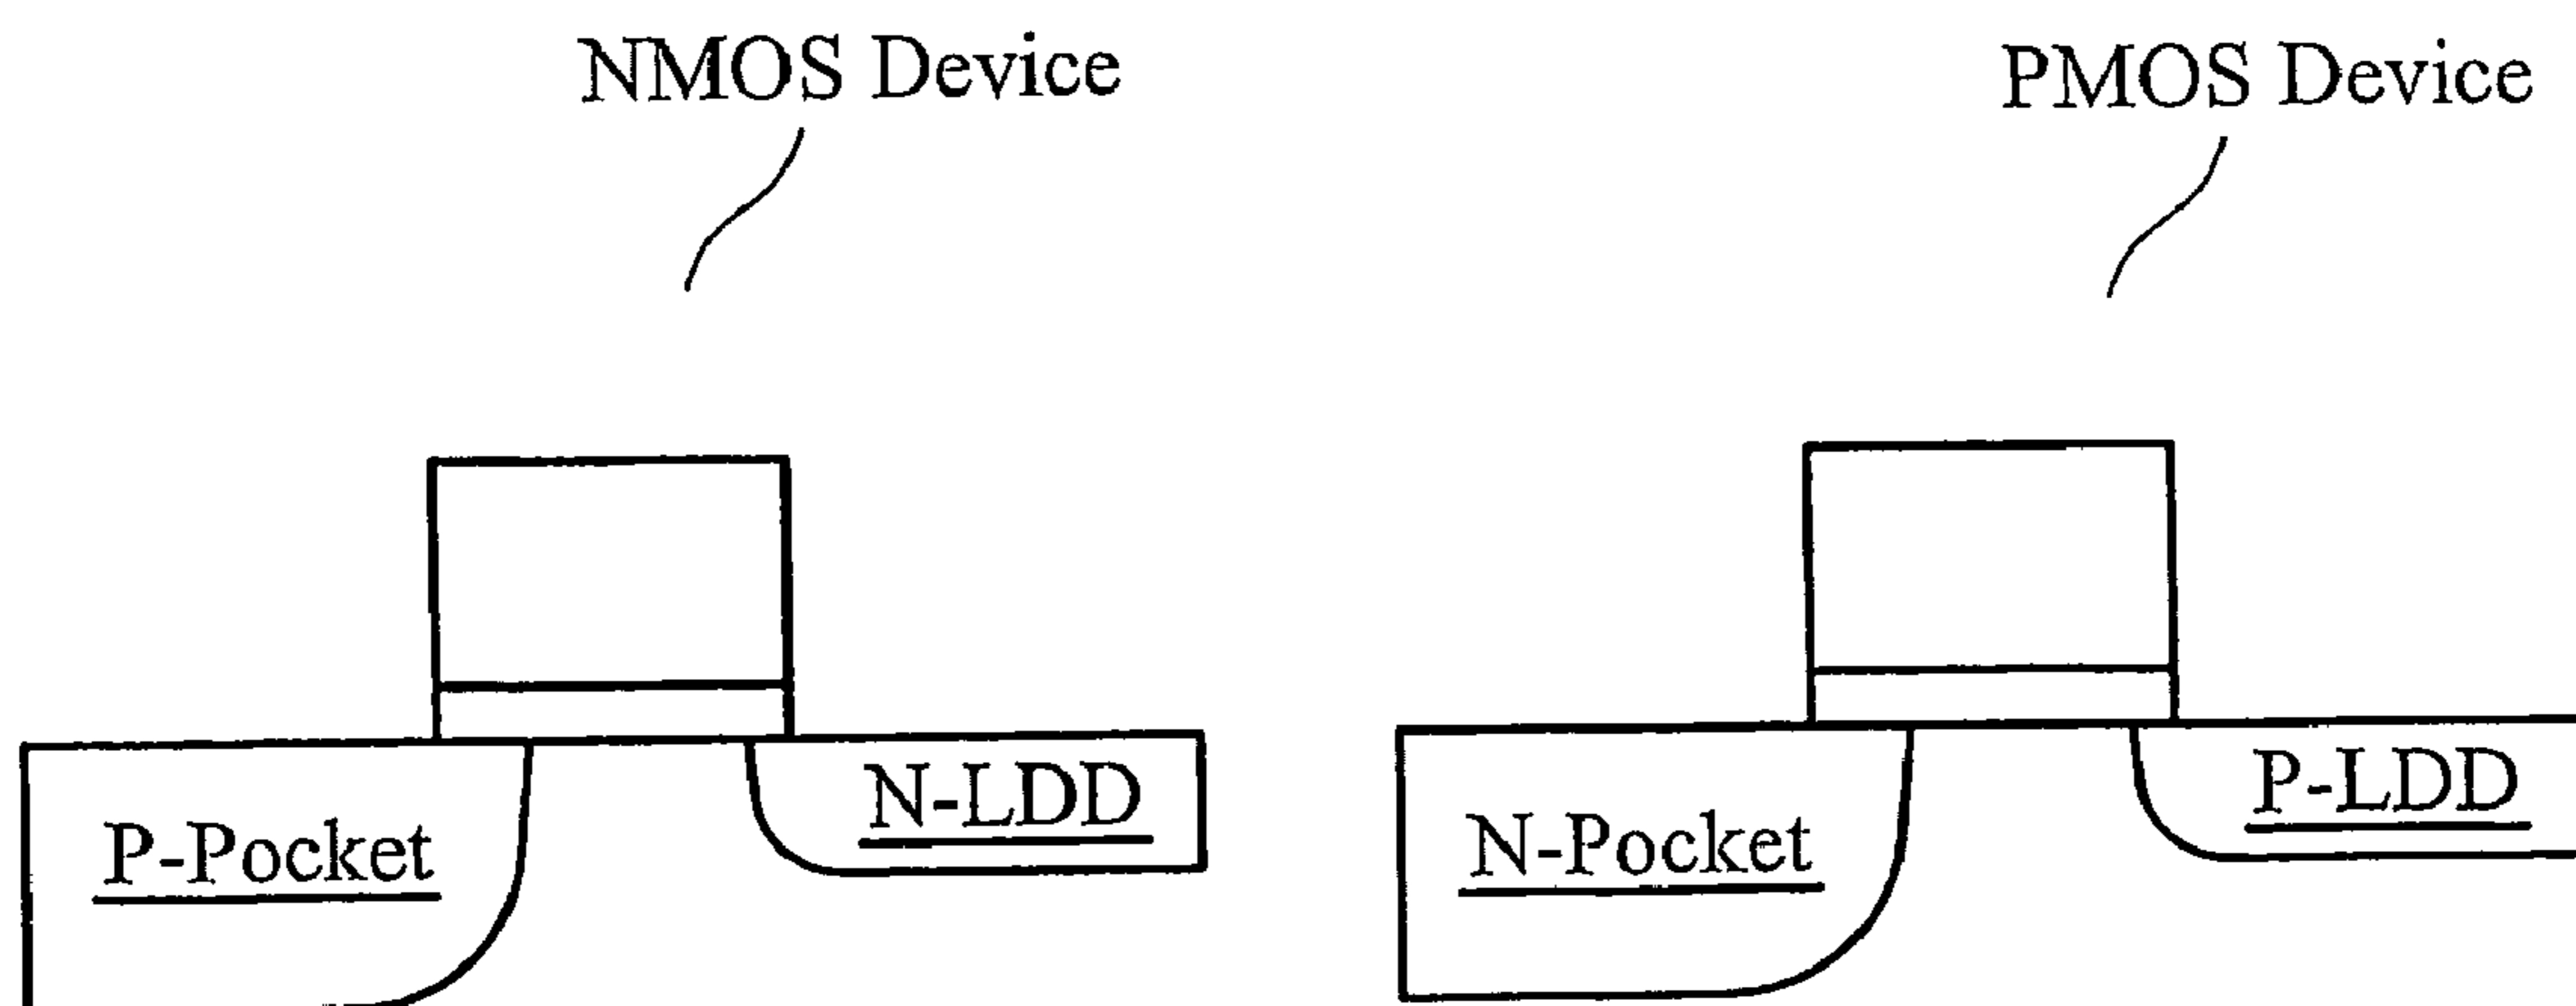 NMOS Device
PMOS Device
P-Pocket
N-LDD
N-Pocket
P-LDD